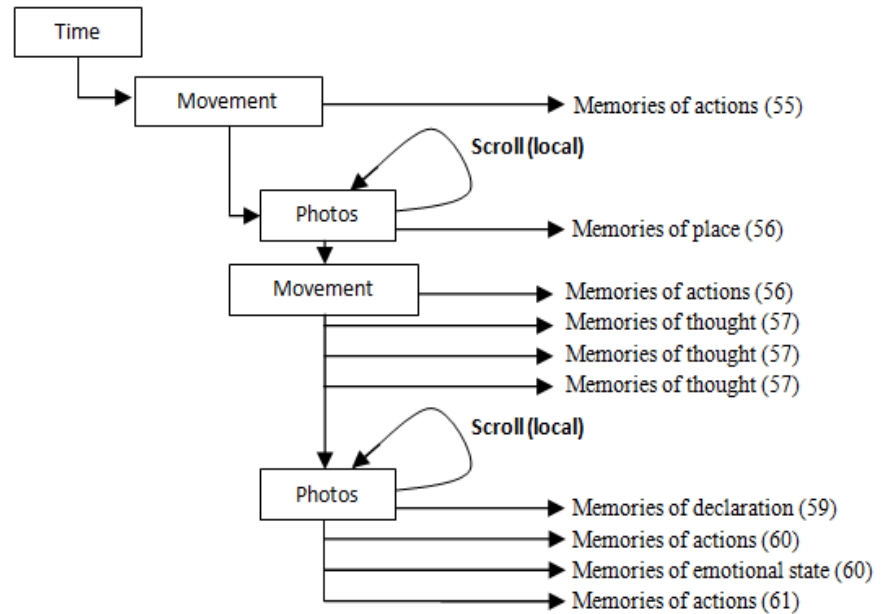 Time
Movement
Memories of actions (55)
Scroll (local)
Photos
Memories of place (56)
Movement
Memories of actions (56)
Memories of thought (57)
Memories of thought (57)
Memories of thought (57)
Scroll (local)
Photos
Memories of declaration (59)
Memories of actions (60)
Memories of emotional state (60)
Memories of actions (61)